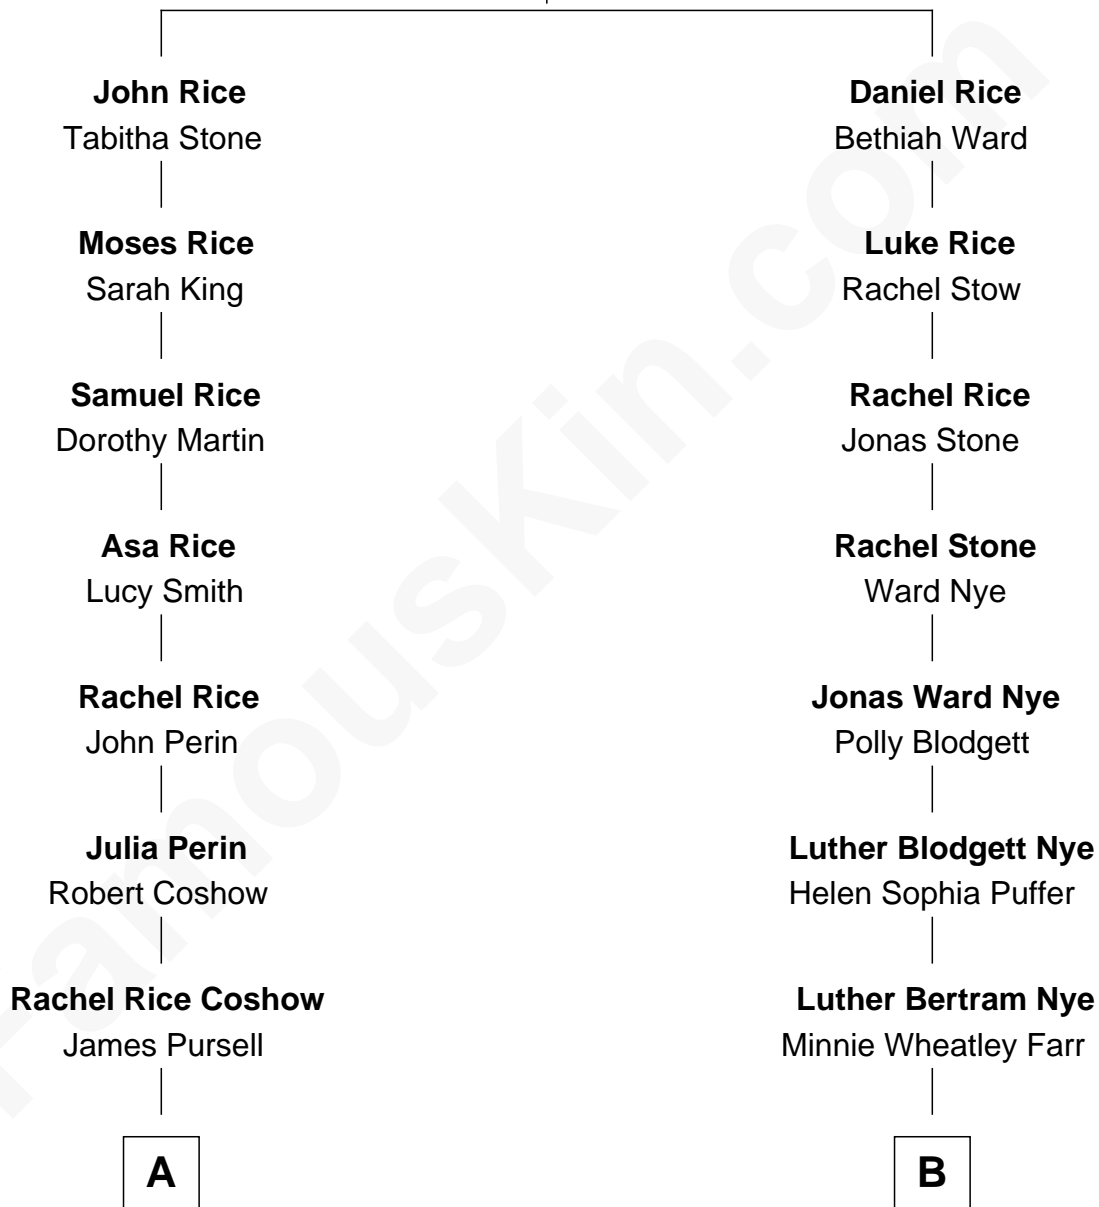 John Rice
Tabitha Stone
Moses Rice
Sarah King
Samuel Rice
Dorothy Martin
Asa Rice
Lucy Smith
Rachel Rice
John Perin
Julia Perin
Robert Coshow
Rachel Rice Coshow
James Pursell
A
Daniel Rice
Bethiah Ward
Luke Rice
Rachel Stow
Rachel Rice
Jonas Stone
Rachel Stone
Ward Nye
Jonas Ward Nye
Polly Blodgett
Luther Blodgett Nye
Helen Sophia Puffer
Luther Bertram Nye
Minnie Wheatley Farr
B
FamousKin.com